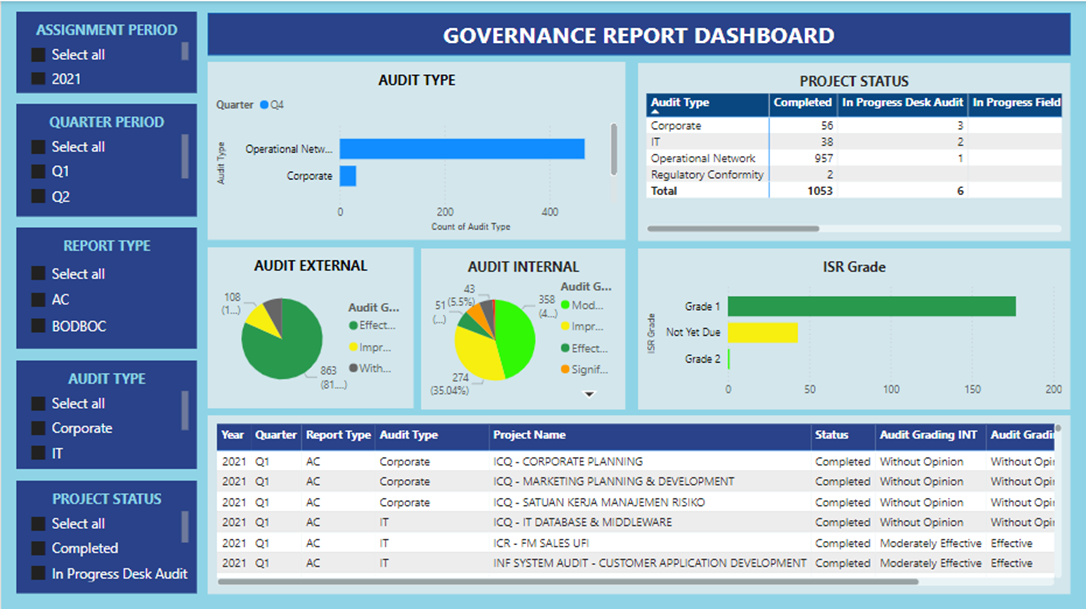 GOVERNANCE REPORT DASHBOARD
ASSIGNMENT PERIOD
Select all
2021
QUARTER PERIOD
Select all
Q1
Q2
REPORT TYPE
Select all
AC
BODBOC
AUDIT TYPE
Select all
Corporate
IT
PROJECT STATUS
Select all
Completed
In Progress Desk Audit
AUDIT TYPE
Quarter Q4
Audit Type
Operational Netw...
Corporate
0 200 400
Count of Audit Type
PROJECT STATUS
Audit Type Completed In Progress Desk Audit In Progress Field
Corporate 56 3
IT 38 2
Operational Network 957 1
Regulatory Conformity 2
Total 1053 6
AUDIT EXTERNAL
108
(1...)
863
(81....)
Audit G...
Effect...
Impr...
With...
AUDIT INTERNAL
43
(5.5%)
51
(...)
358
(4...)
274
(35.04%)
Audit G...
Mod...
Impr...
Effect...
Signif...
ISR Grade
ISR Grade
Grade 1
Not Yet Due
Grade 2
0 50 100 150 200
Year Quarter Report Type Audit Type Project Name Status Audit Grading INT Audit Gradin
2021 Q1 AC Corporate ICQ - CORPORATE PLANNING Completed Without Opinion Without Opin
2021 Q1 AC Corporate ICQ - MARKETING PLANNING & DEVELOPMENT Completed Without Opinion Without Opin
2021 Q1 AC Corporate ICQ - SATUAN KERJA MANAJEMEN RISIKO Completed Without Opinion Without Opin
2021 Q1 AC IT ICQ - IT DATABASE & MIDDLEWARE Completed Without Opinion Without Opin
2021 Q1 AC IT ICR - FM SALES UFI Completed Moderately Effective Effective
2021 Q1 AC IT INF SYSTEM AUDIT - CUSTOMER APPLICATION DEVELOPMENT Completed Moderately Effective Effective